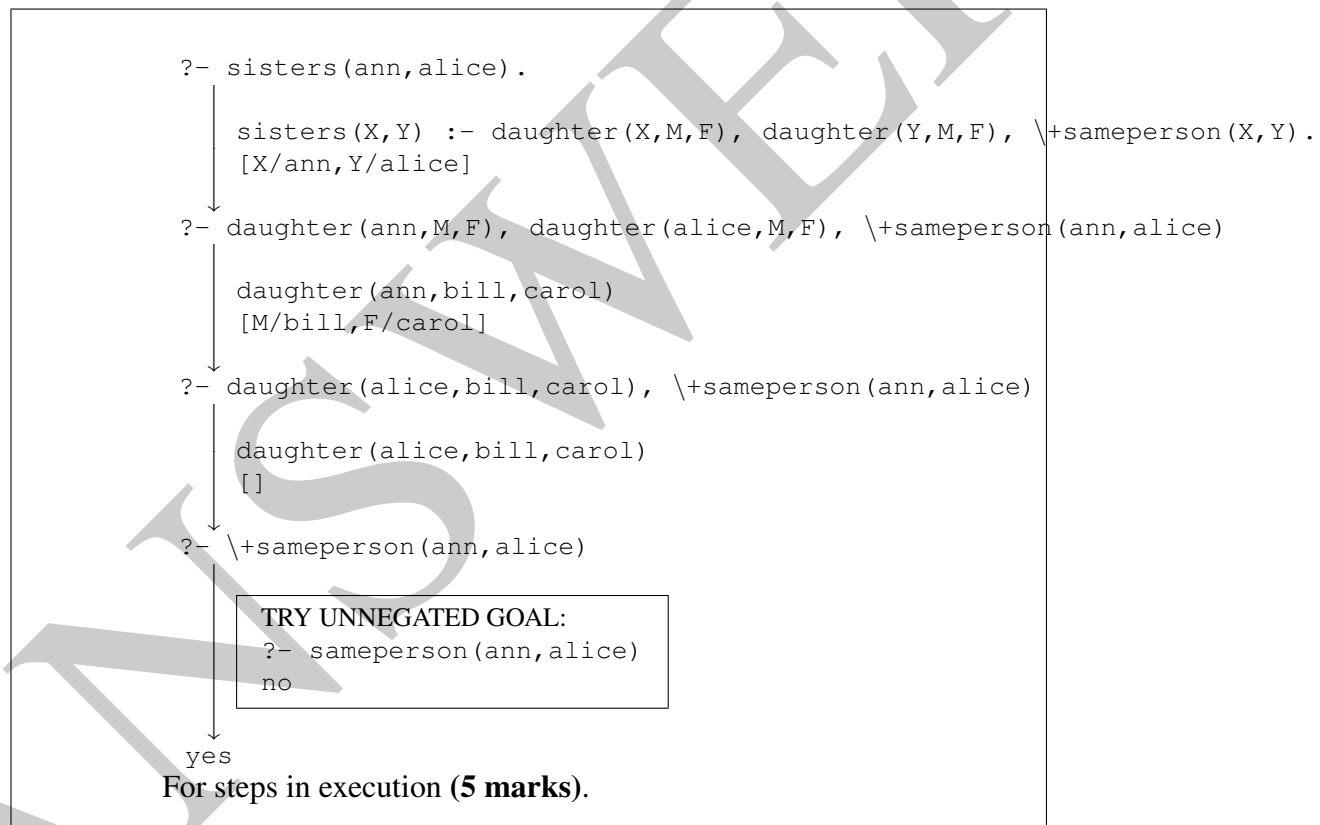 ?- sisters(ann,alice).
sisters(X,Y) :- daughter(X,M,F), daughter(Y,M,F), \+sameperson(X,Y).
[X/ann,Y/alice]
?- daughter(ann,M,F), daughter(alice,M,F), \+sameperson(ann,alice)
daughter(ann,bill,carol)
[M/bill,F/carol]
?- daughter(alice,bill,carol), \+sameperson(ann,alice)
daughter(alice,bill,carol)
[]
?- \+sameperson(ann,alice)
TRY UNNEGATED GOAL:
?- sameperson(ann,alice)
no
yes
For steps in execution (5 marks).